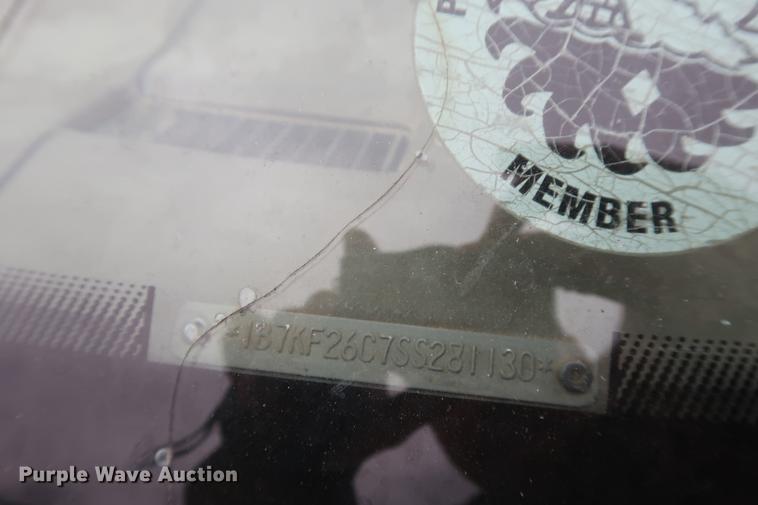 MEMBER
*1B7KF26C7SS281130*
Purple Wave Auction